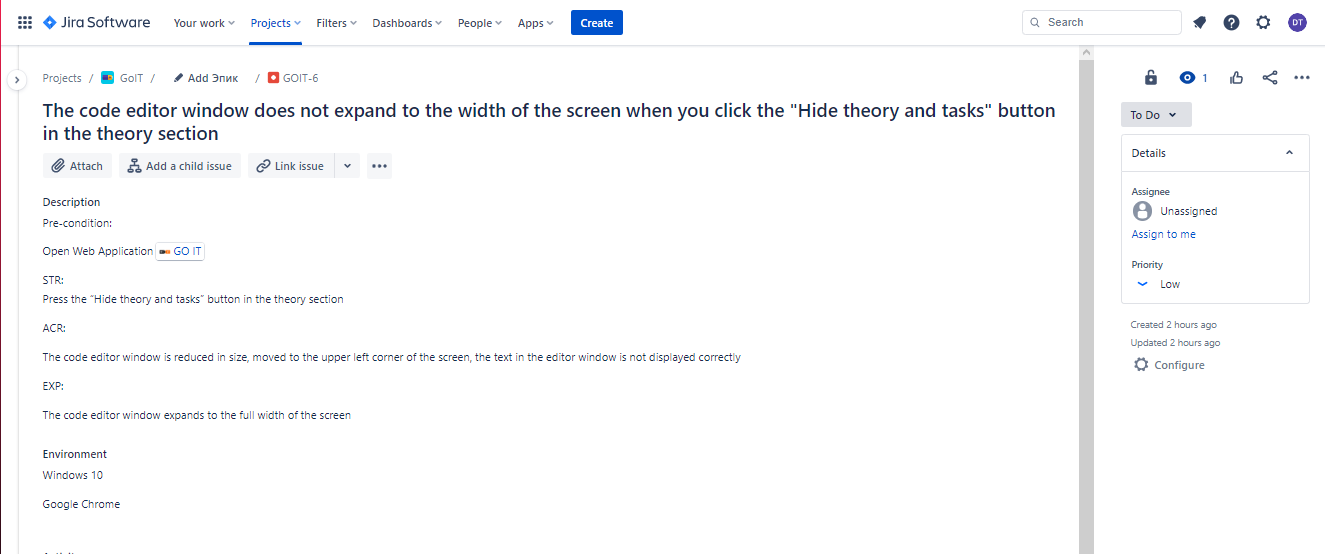 Jira Software Your work Projects Filters Dashboards People Apps Create Search DT
Projects / GoIT / Add Эпик / GOIT-6
1
The code editor window does not expand to the width of the screen when you click the "Hide theory and tasks" button
in the theory section
To Do
Attach Add a child issue Link issue
Details
Description
Pre-condition:
Open Web Application GO IT
STR:
Press the “Hide theory and tasks” button in the theory section
ACR:
The code editor window is reduced in size, moved to the upper left corner of the screen, the text in the editor window is not displayed correctly
EXP:
The code editor window expands to the full width of the screen
Environment
Windows 10
Google Chrome
Assignee
Unassigned
Assign to me
Priority
Low
Created 2 hours ago
Updated 2 hours ago
Configure